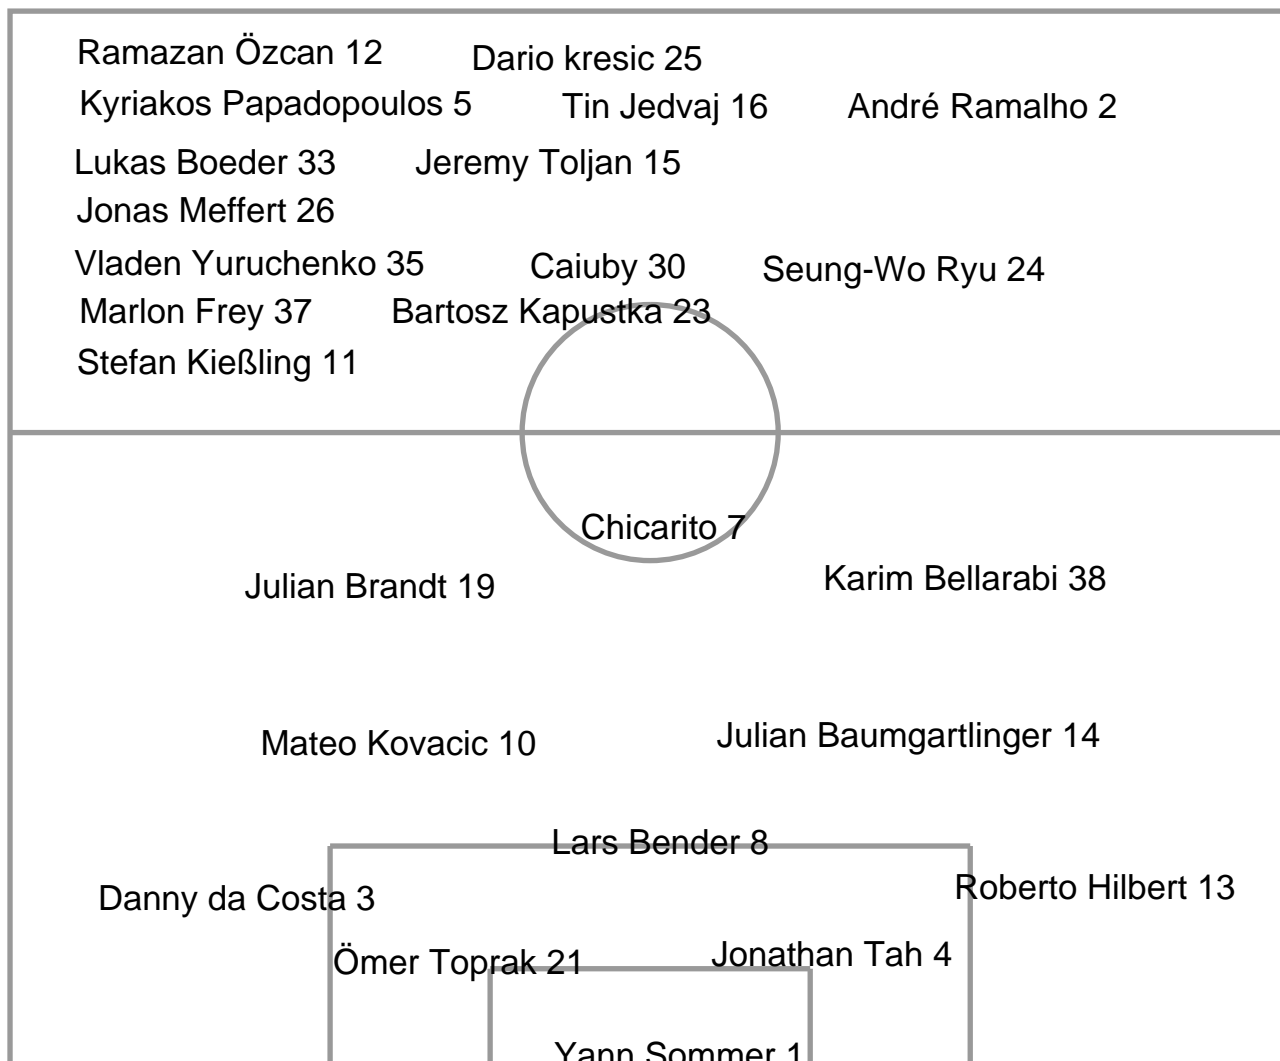 Ramazan Özcan 12 Dario kresic 25
Kyriakos Papadopoulos 5 Tin Jedvaj 16 André Ramalho 2
Lukas Boeder 33 Jeremy Toljan 15
Jonas Meffert 26
Vladen Yuruchenko 35 Caiuby 30 Seung-Wo Ryu 24
Marlon Frey 37 Bartosz Kapustka 23
Stefan Kießling 11
Chicarito 7
Julian Brandt 19 Karim Bellarabi 38
Mateo Kovacic 10 Julian Baumgartlinger 14
Lars Bender 8
Danny da Costa 3 Roberto Hilbert 13
Ömer Toprak 21 Jonathan Tah 4
Yann Sommer 1